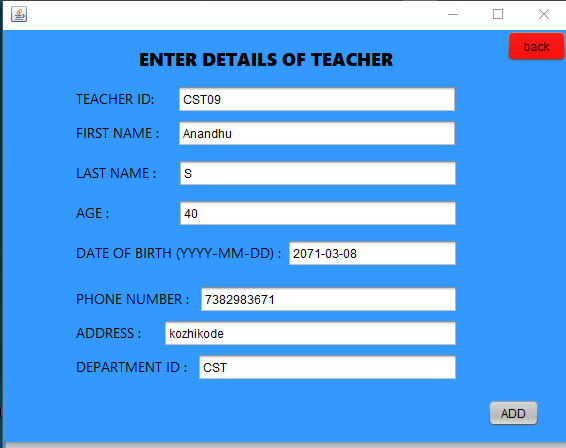 back
ENTER DETAILS OF TEACHER
TEACHER ID: CST09
FIRST NAME : Anandhu
LAST NAME : S
AGE : 40
DATE OF BIRTH (YYYY-MM-DD) : 2071-03-08
PHONE NUMBER : 7382983671
ADDRESS : kozhikode
DEPARTMENT ID : CST
ADD